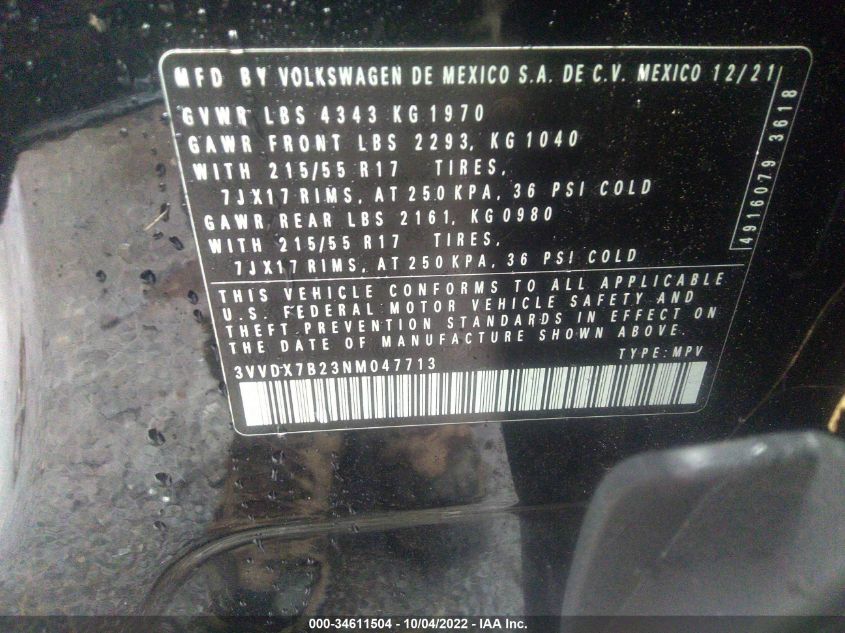 MFD BY VOLKSWAGEN DE MEXICO S.A. DE C.V. MEXICO 12/21
GVWR LBS 4343 KG 1970
GAWR FRONT LBS 2293, KG 1040
WITH 215/55 R17 TIRES,
7JX17 RIMS, AT 250 KPA, 36 PSI COLD
GAWR REAR LBS 2161, KG 0980
WITH 215/55 R17 TIRES,
7JX17 RIMS, AT 250 KPA, 36 PSI COLD
4916079 3618
THIS VEHICLE CONFORMS TO ALL APPLICABLE
U.S. FEDERAL MOTOR VEHICLE SAFETY AND
THEFT PREVENTION STANDARDS IN EFFECT ON
THE DATE OF MANUFACTURE SHOWN ABOVE.
3VVDX7B23NM047713 TYPE: MPV
000-34611504 - 10/04/2022 - IAA Inc.